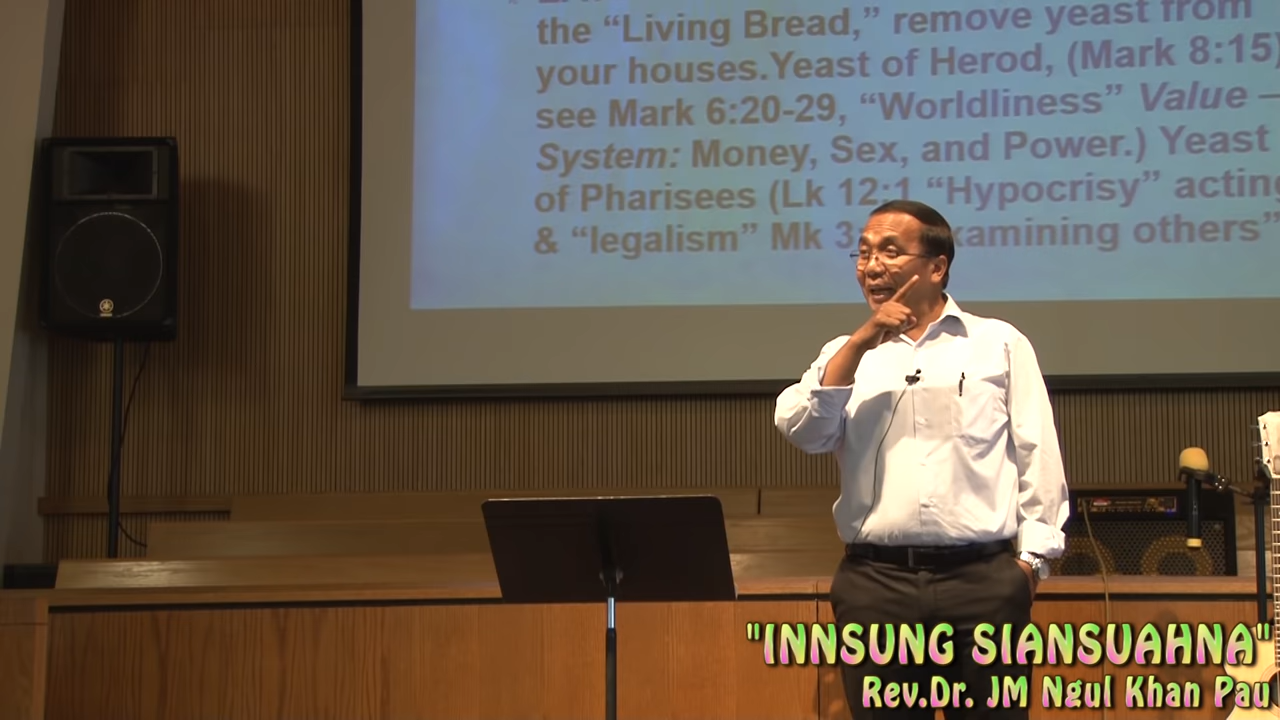 the “Living Bread,” remove yeast from
your houses.Yeast of Herod, (Mark 8:15)
see Mark 6:20-29, “Worldliness” Value –
System: Money, Sex, and Power.) Yeast
of Pharisees (Lk 12:1 “Hypocrisy” acting
& “legalism” Mk 3: examining others”
"INNSUNG SIANSUAHNA"
Rev.Dr. JM Ngul Khan Pau